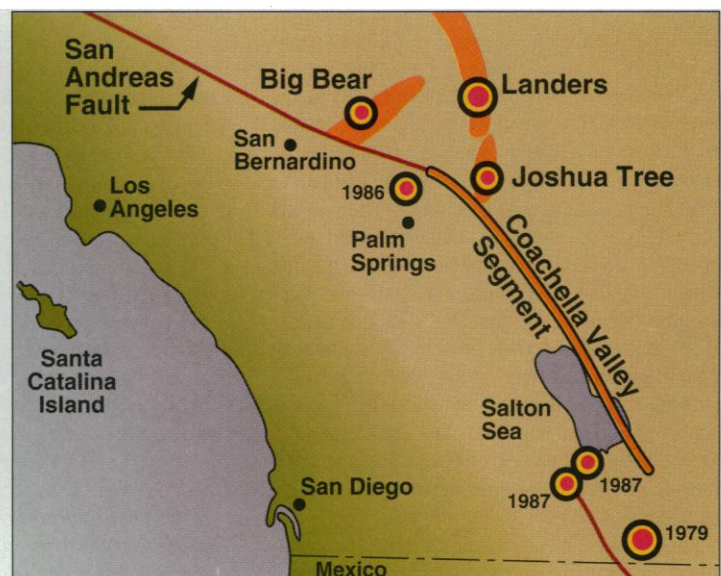 San
Andreas
Fault
Big Bear
Landers
San
Bernardino
Joshua Tree
1986
Los
Angeles
Palm
Springs
Coachella Valley
Segment
Santa
Catalina
Island
Salton
Sea
1987
1987
San Diego
1979
Mexico